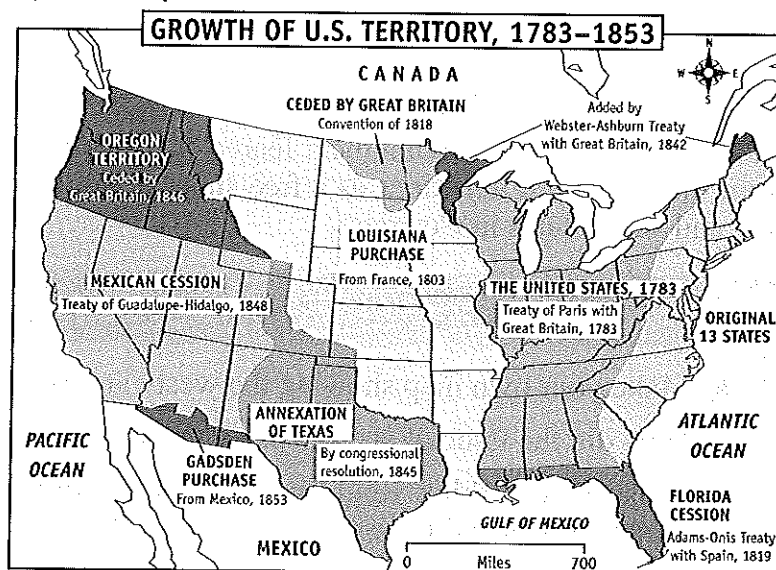 GROWTH OF U.S. TERRITORY, 1783–1853
N
W
E
S
CANADA
CEDED BY GREAT BRITAIN
Convention of 1818
Added by
Webster-Ashburn Treaty
with Great Britain, 1842
OREGON
TERRITORY
Ceded by
Great Britain, 1846
LOUISIANA
PURCHASE
From France, 1803
MEXICAN CESSION
Treaty of Guadalupe-Hidalgo, 1848
THE UNITED STATES, 1783
Treaty of Paris with
Great Britain, 1783
ORIGINAL
13 STATES
ANNEXATION
OF TEXAS
By congressional
resolution, 1845
PACIFIC
OCEAN
GADSDEN
PURCHASE
From Mexico, 1853
ATLANTIC
OCEAN
FLORIDA
CESSION
Adams-Onis Treaty
with Spain, 1819
GULF OF MEXICO
MEXICO
0 Miles 700